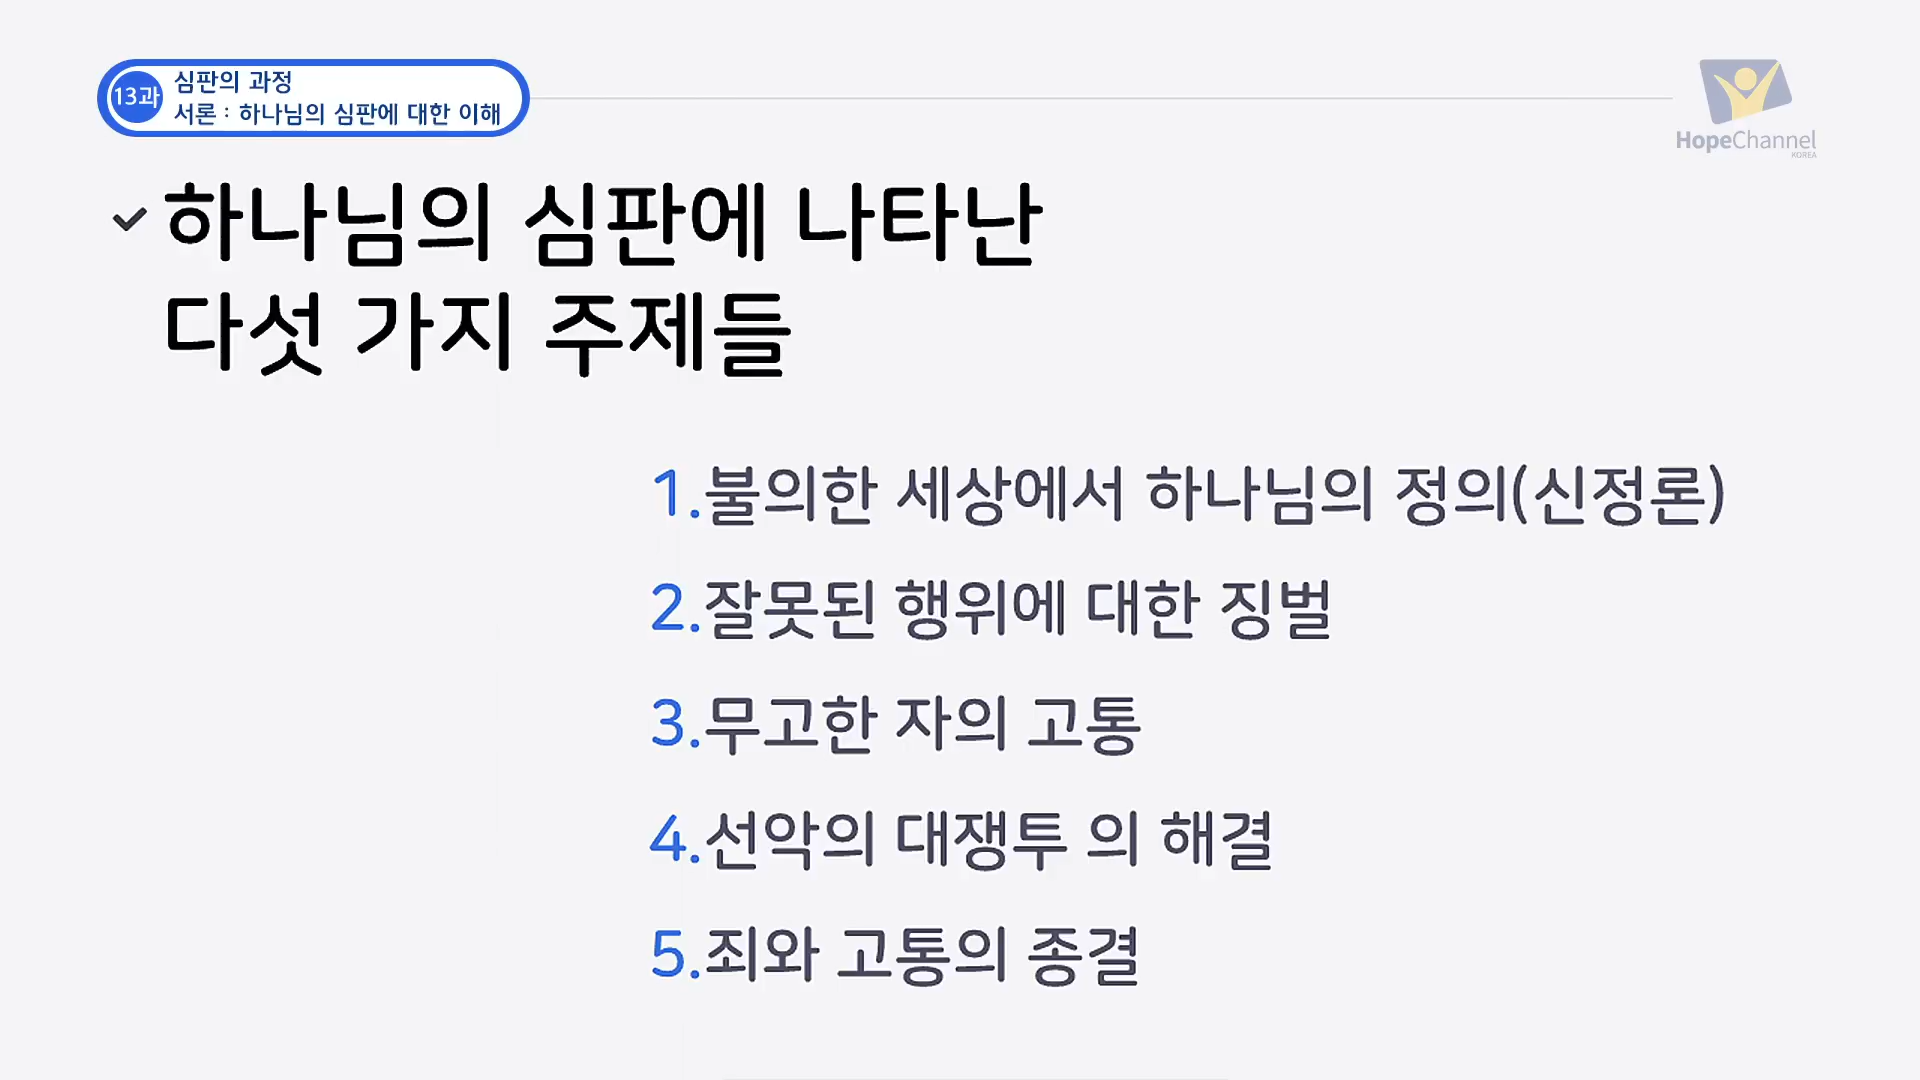 13과
심판의 과정
서론 : 하나님의 심판에 대한 이해
HopeChannel
KOREA
하나님의 심판에 나타난
다섯 가지 주제들
1.불의한 세상에서 하나님의 정의(신정론)
2.잘못된 행위에 대한 징벌
3.무고한 자의 고통
4.선악의 대쟁투 의 해결
5.죄와 고통의 종결